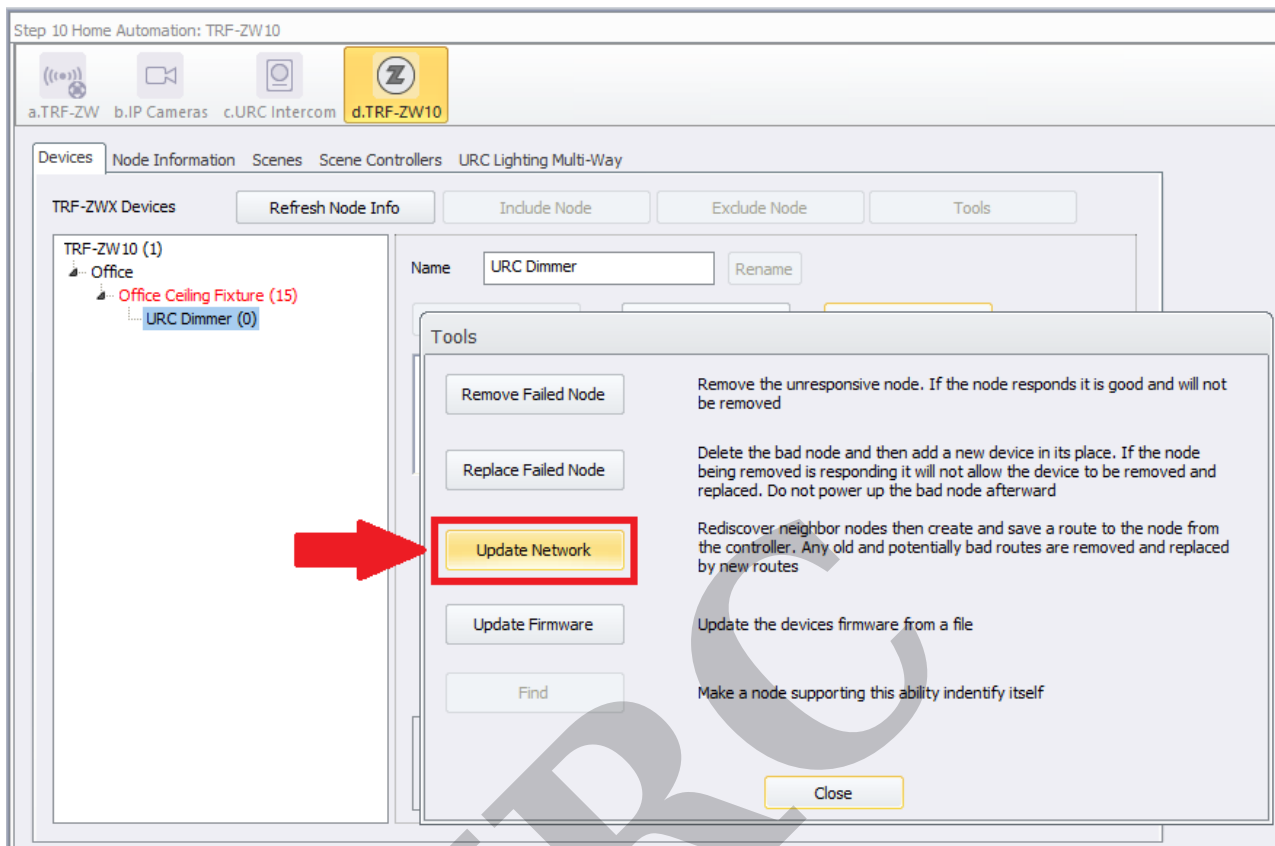 Step 10 Home Automation: TRF-ZW10
a.TRF-ZW b.IP Cameras c.URC Intercom d.TRF-ZW10
Devices Node Information Scenes Scene Controllers URC Lighting Multi-Way
TRF-ZWX Devices Refresh Node Info Include Node Exclude Node Tools
TRF-ZW10 (1)
Office
Office Ceiling Fixture (15)
URC Dimmer (0)
Name URC Dimmer Rename
Tools
Remove Failed Node
Remove the unresponsive node. If the node responds it is good and will not
be removed
Replace Failed Node
Delete the bad node and then add a new device in its place. If the node
being removed is responding it will not allow the device to be removed and
replaced. Do not power up the bad node afterward
Update Network
Rediscover neighbor nodes then create and save a route to the node from
the controller. Any old and potentially bad routes are removed and replaced
by new routes
Update Firmware
Update the devices firmware from a file
Find
Make a node supporting this ability indentify itself
Close
URC